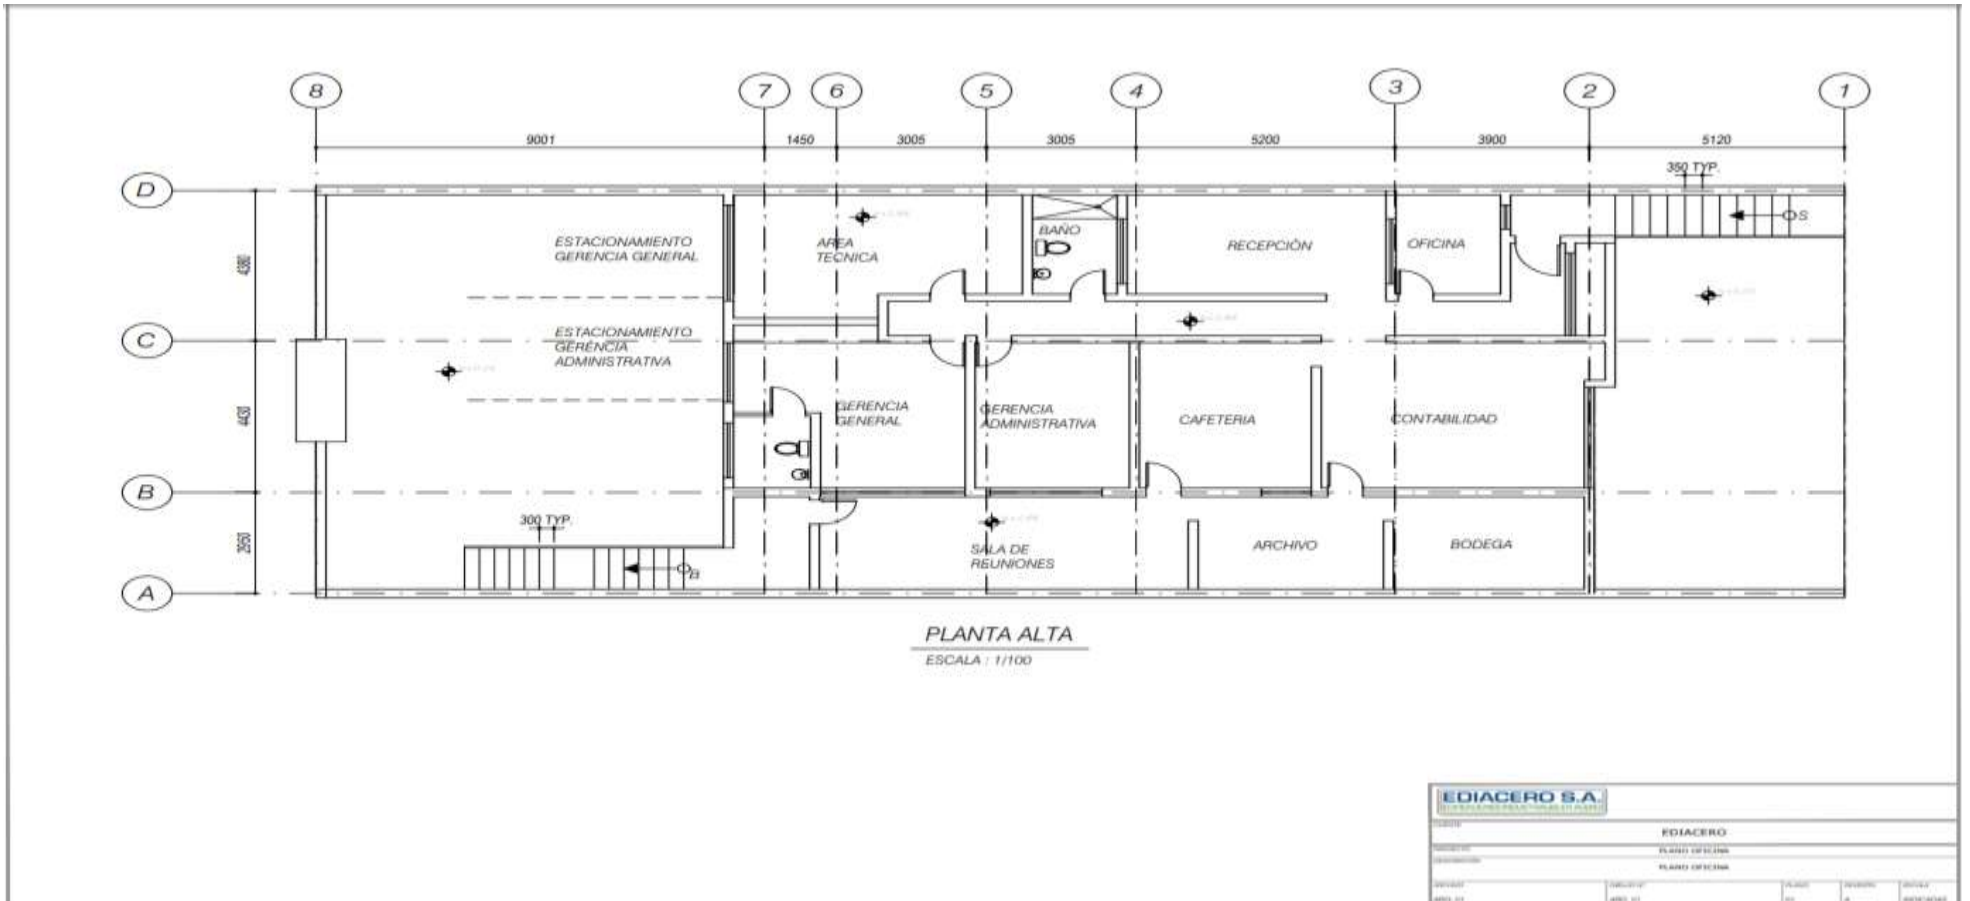 8 7 6 5 4 3 2 1
9001 1450 3005 3005 5200 3900 5120
350 TYP.
D
S
BAÑO
ESTACIONAMIENTO
GERENCIA GENERAL
AREA
TECNICA
RECEPCIÓN
OFICINA
4380
C
ESTACIONAMIENTO
GERENCIA
ADMINISTRATIVA
GERENCIA
GENERAL
GERENCIA
ADMINISTRATIVA
CAFETERIA
CONTABILIDAD
4430
B
300 TYP.
2950
SALA DE
REUNIONES
ARCHIVO
BODEGA
B
A
PLANTA ALTA
ESCALA : 1/100
EDIACERO S.A.
EDIACERO
PLANO OFICINA
PLANO OFICINA